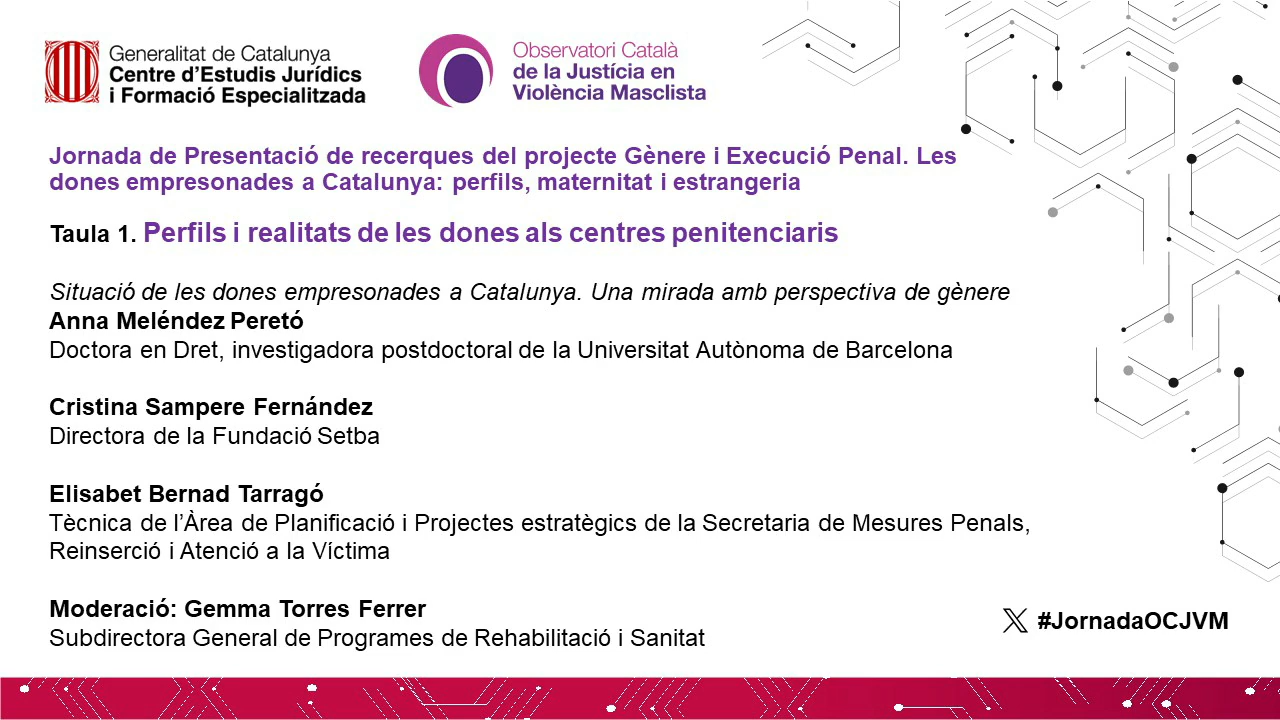 Generalitat de Catalunya
Centre d'Estudis Jurídics
i Formació Especialitzada
Observatori Català
de la Justícia en
Violència Masclista
Jornada de Presentació de recerques del projecte Gènere i Execució Penal. Les
dones empresonades a Catalunya: perfils, maternitat i estrangeria
Taula 1. Perfils i realitats de les dones als centres penitenciaris
Situació de les dones empresonades a Catalunya. Una mirada amb perspectiva de gènere
Anna Meléndez Peretó
Doctora en Dret, investigadora postdoctoral de la Universitat Autònoma de Barcelona
Cristina Sampere Fernández
Directora de la Fundació Setba
Elisabet Bernad Tarragó
Tècnica de l'Àrea de Planificació i Projectes estratègics de la Secretaria de Mesures Penals,
Reinserció i Atenció a la Víctima
Moderació: Gemma Torres Ferrer
Subdirectora General de Programes de Rehabilitació i Sanitat
#JornadaOCJVM